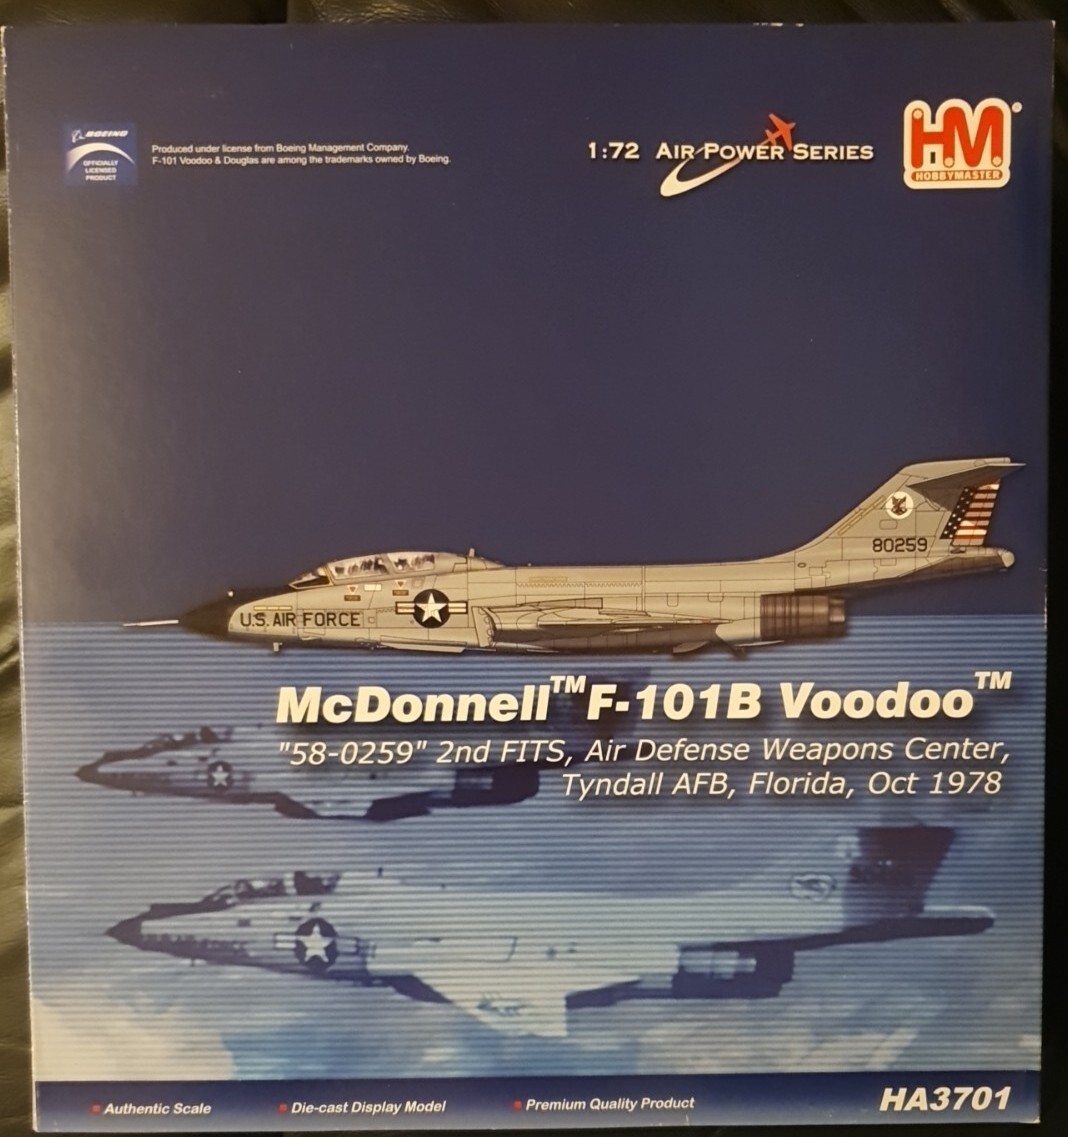 BOEING
OFFICIALLY
LICENSED
PRODUCT
Produced under license from Boeing Management Company.
F-101 Voodoo & Douglas are among the trademarks owned by Boeing.
1:72 AIR POWER SERIES
HM
HOBBYMASTER
80259
U.S. AIR FORCE
McDonnell™ F-101B Voodoo™
"58-0259" 2nd FITS, Air Defense Weapons Center,
Tyndall AFB, Florida, Oct 1978
Authentic Scale
Die-cast Display Model
Premium Quality Product
HA3701